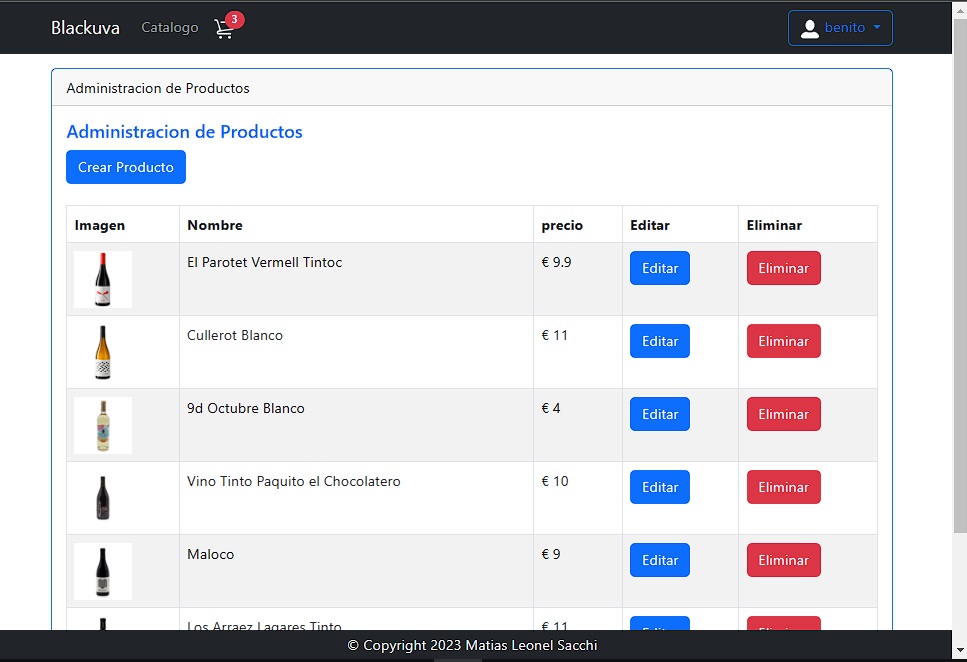 Blackuva Catalogo 3 benito
Administracion de Productos
Administracion de Productos
Crear Producto
Imagen Nombre precio Editar Eliminar
El Parotet Vermell Tintoc € 9.9 Editar Eliminar
Cullerot Blanco € 11 Editar Eliminar
9d Octubre Blanco € 4 Editar Eliminar
Vino Tinto Paquito el Chocolatero € 10 Editar Eliminar
Maloco € 9 Editar Eliminar
Los Arraez Lagares Tinto € 11 Editar Eliminar
© Copyright 2023 Matias Leonel Sacchi